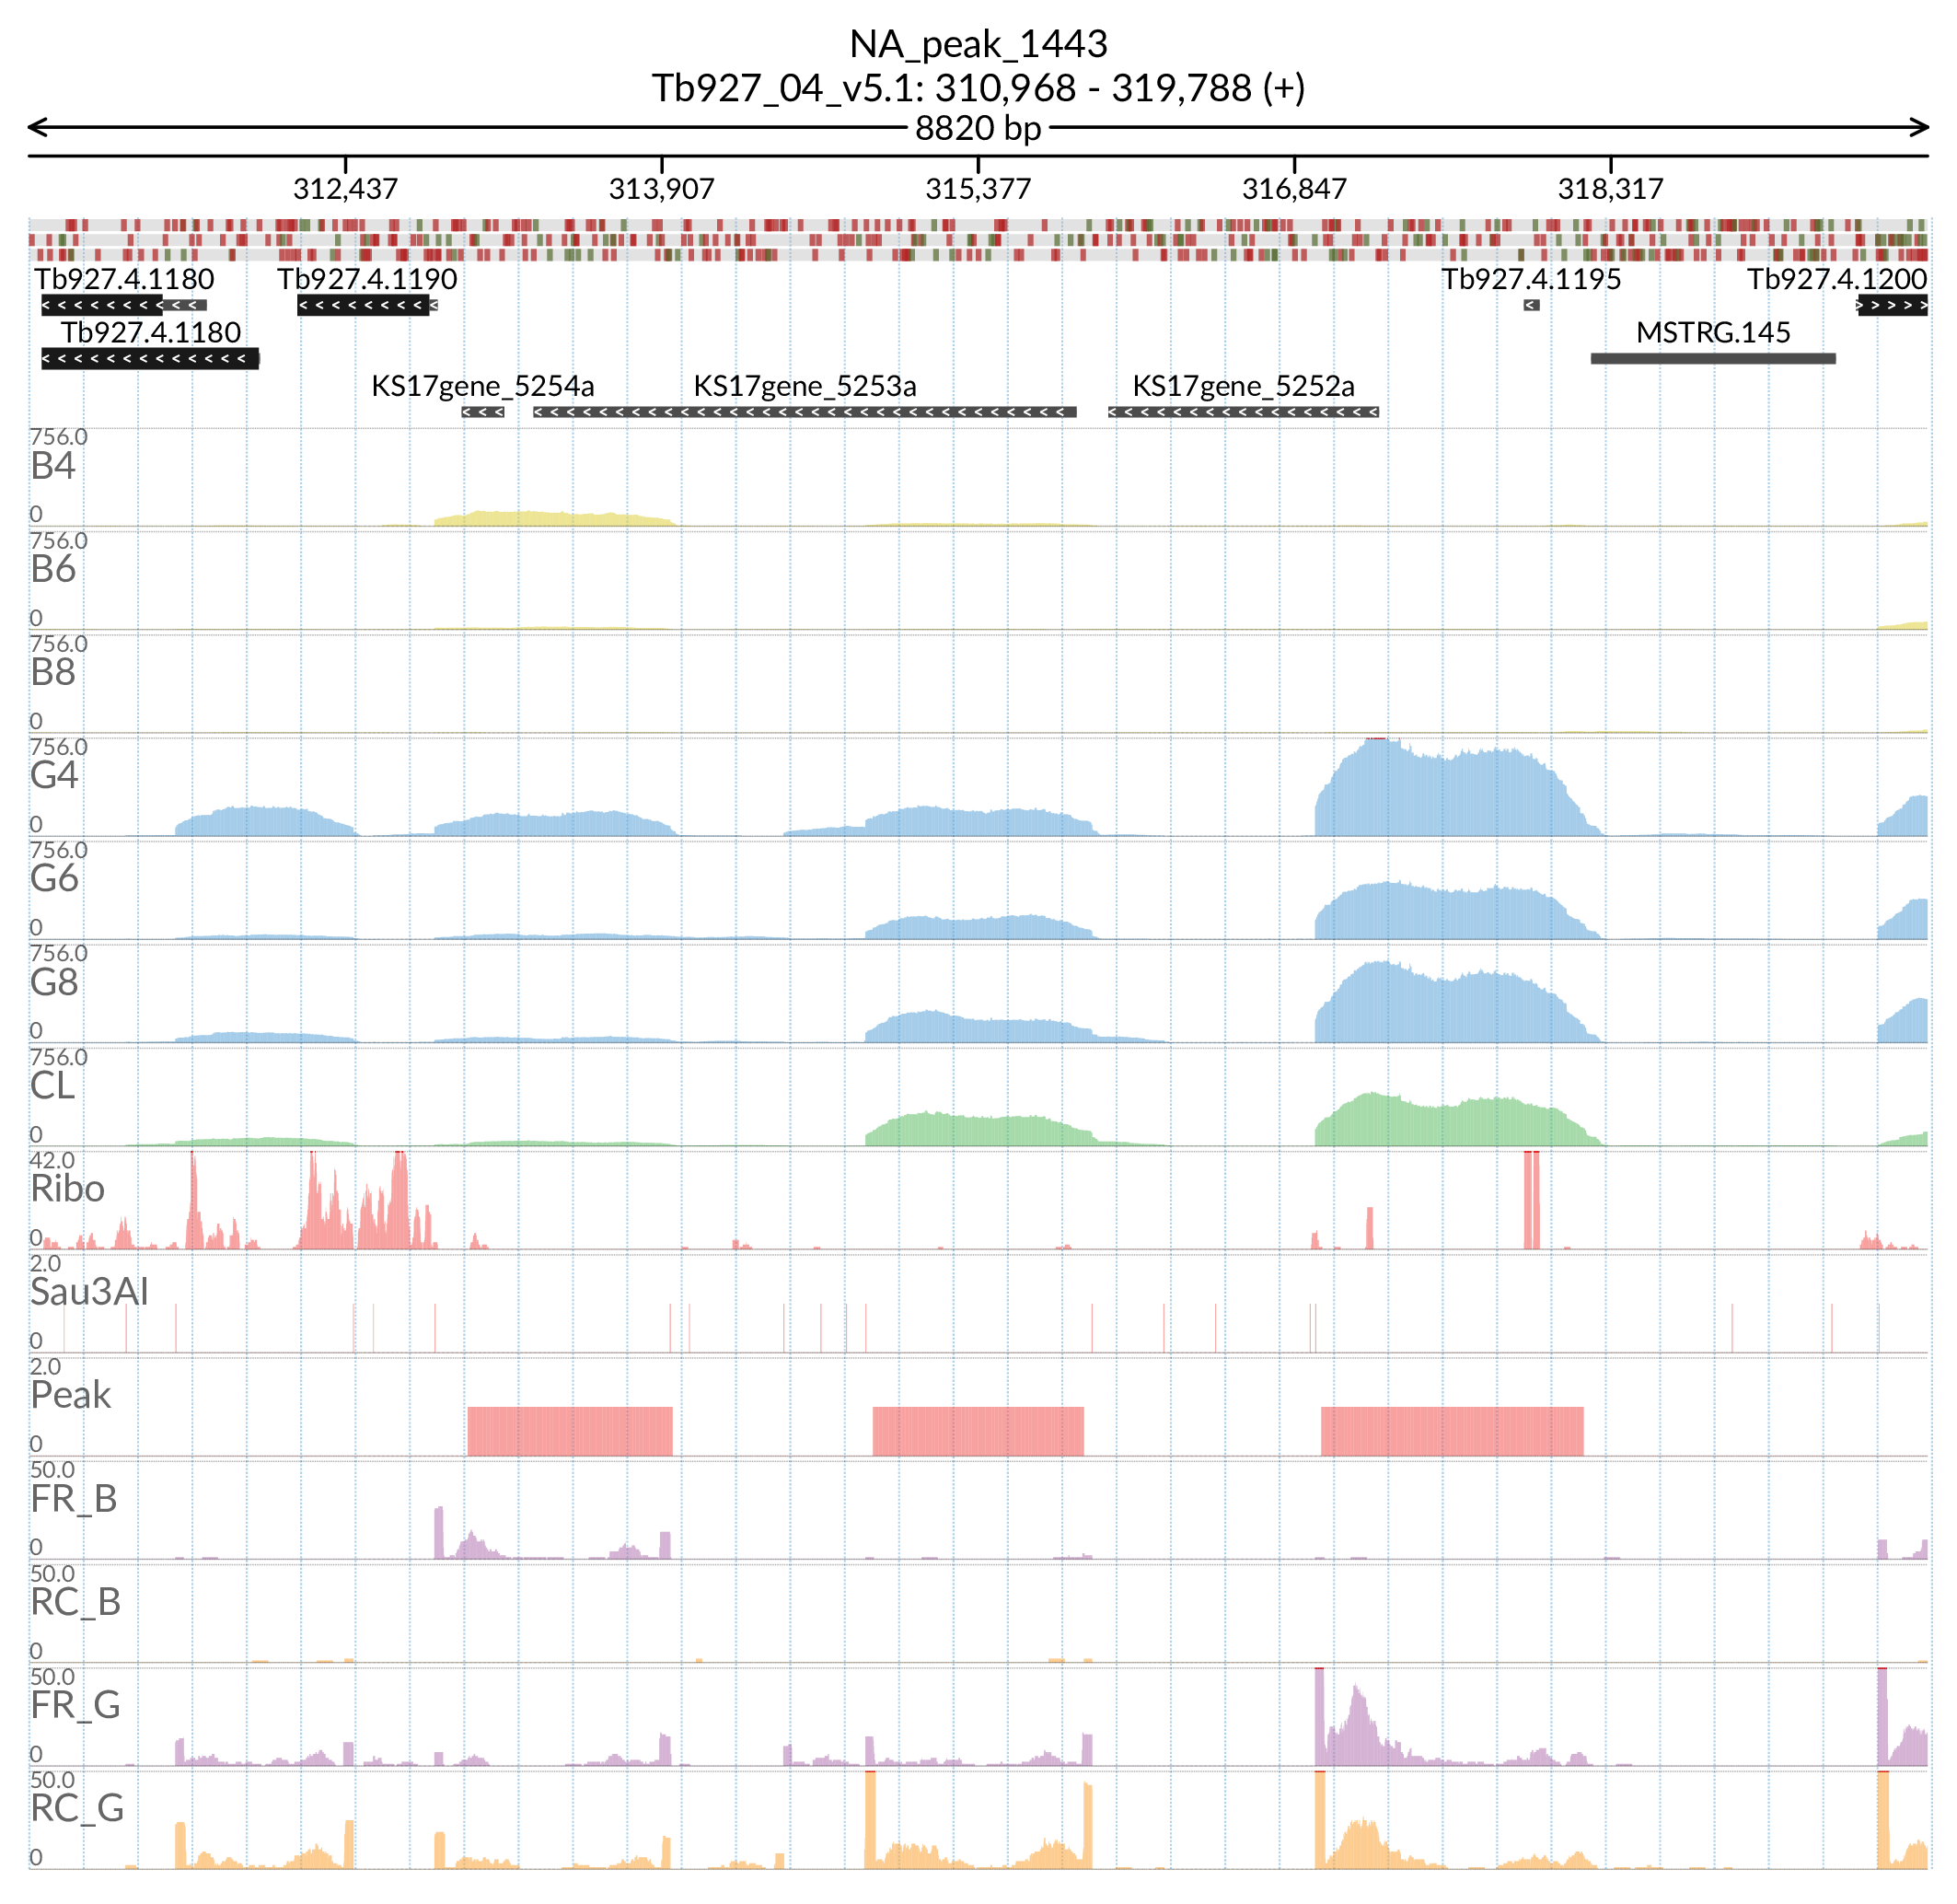 NA_peak_1443
Tb927_04_v5.1: 310,968 - 319,788 (+)
8820 bp
312,437 313,907 315,377 316,847 318,317
Tb927.4.1180 Tb927.4.1190 Tb927.4.1195 Tb927.4.1200
Tb927.4.1180 MSTRG.145
KS17gene_5254a KS17gene_5253a KS17gene_5252a
756.0
B4
0
756.0
B6
0
756.0
B8
0
756.0
G4
0
756.0
G6
0
756.0
G8
0
756.0
CL
0
42.0
Ribo
0
2.0
Sau3AI
0
2.0
Peak
0
50.0
FR_B
0
50.0
RC_B
0
50.0
FR_G
0
50.0
RC_G
0